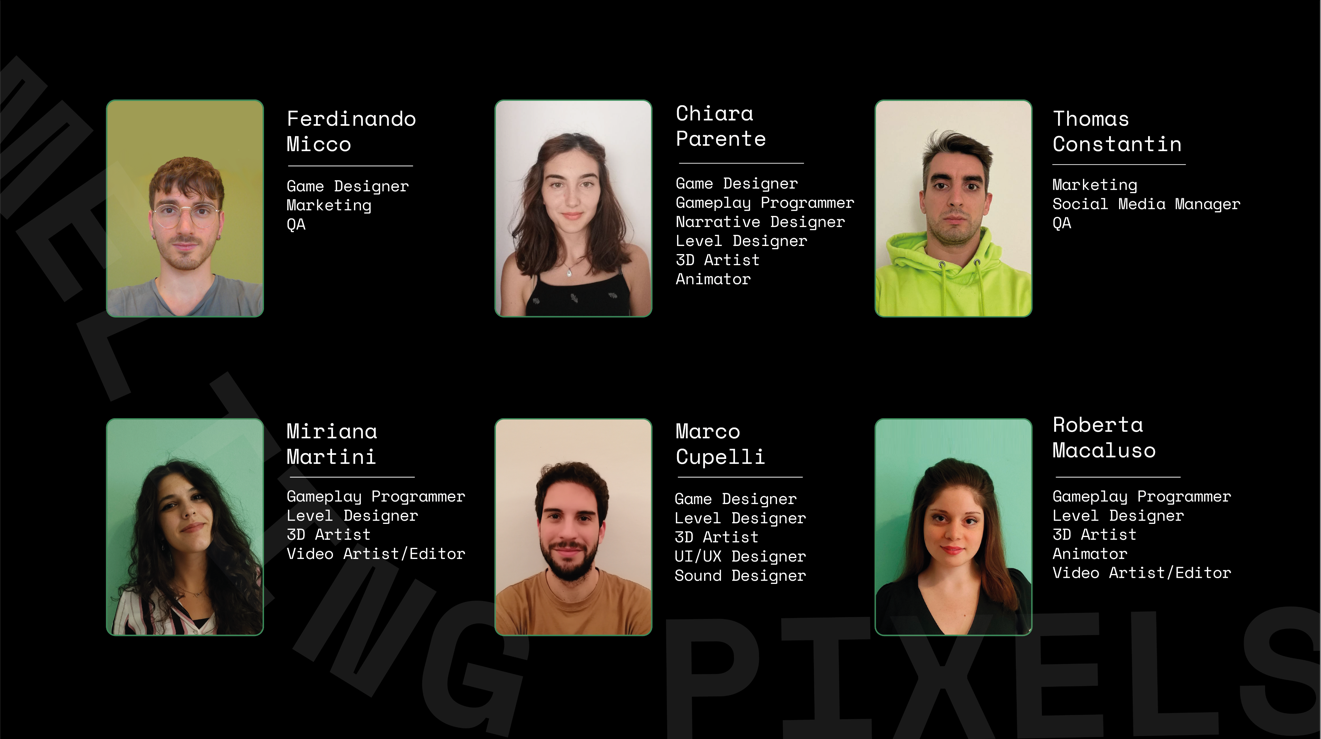 Ferdinando
Micco
Game Designer
Marketing
QA
Chiara
Parente
Game Designer
Gameplay Programmer
Narrative Designer
Level Designer
3D Artist
Animator
Thomas
Constantin
Marketing
Social Media Manager
QA
Miriana
Martini
Gameplay Programmer
Level Designer
3D Artist
Video Artist/Editor
Marco
Cupelli
Game Designer
Level Designer
3D Artist
UI/UX Designer
Sound Designer
Roberta
Macaluso
Gameplay Programmer
Level Designer
3D Artist
Animator
Video Artist/Editor
MELTING PIXELS